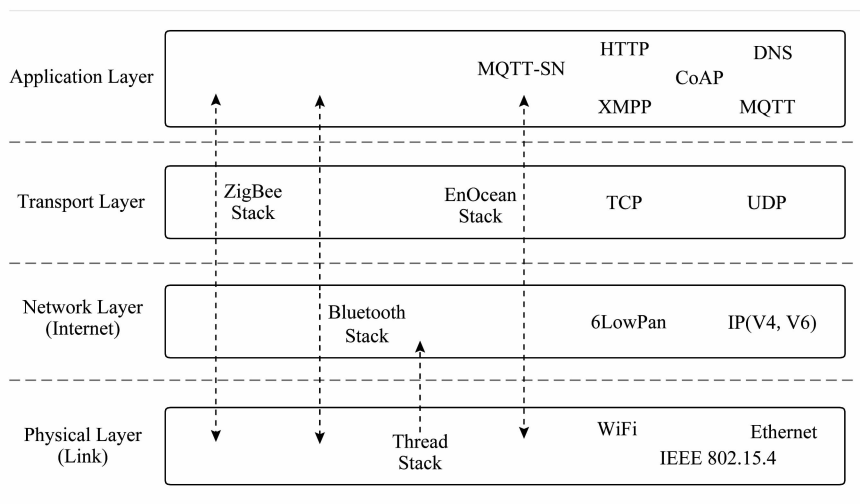 Application Layer
MQTT-SN
HTTP
CoAP
DNS
XMPP
MQTT
Transport Layer
ZigBee
Stack
EnOcean
Stack
TCP
UDP
Network Layer
(Internet)
Bluetooth
Stack
6LowPan
IP(V4, V6)
Physical Layer
(Link)
Thread
Stack
WiFi
Ethernet
IEEE 802.15.4